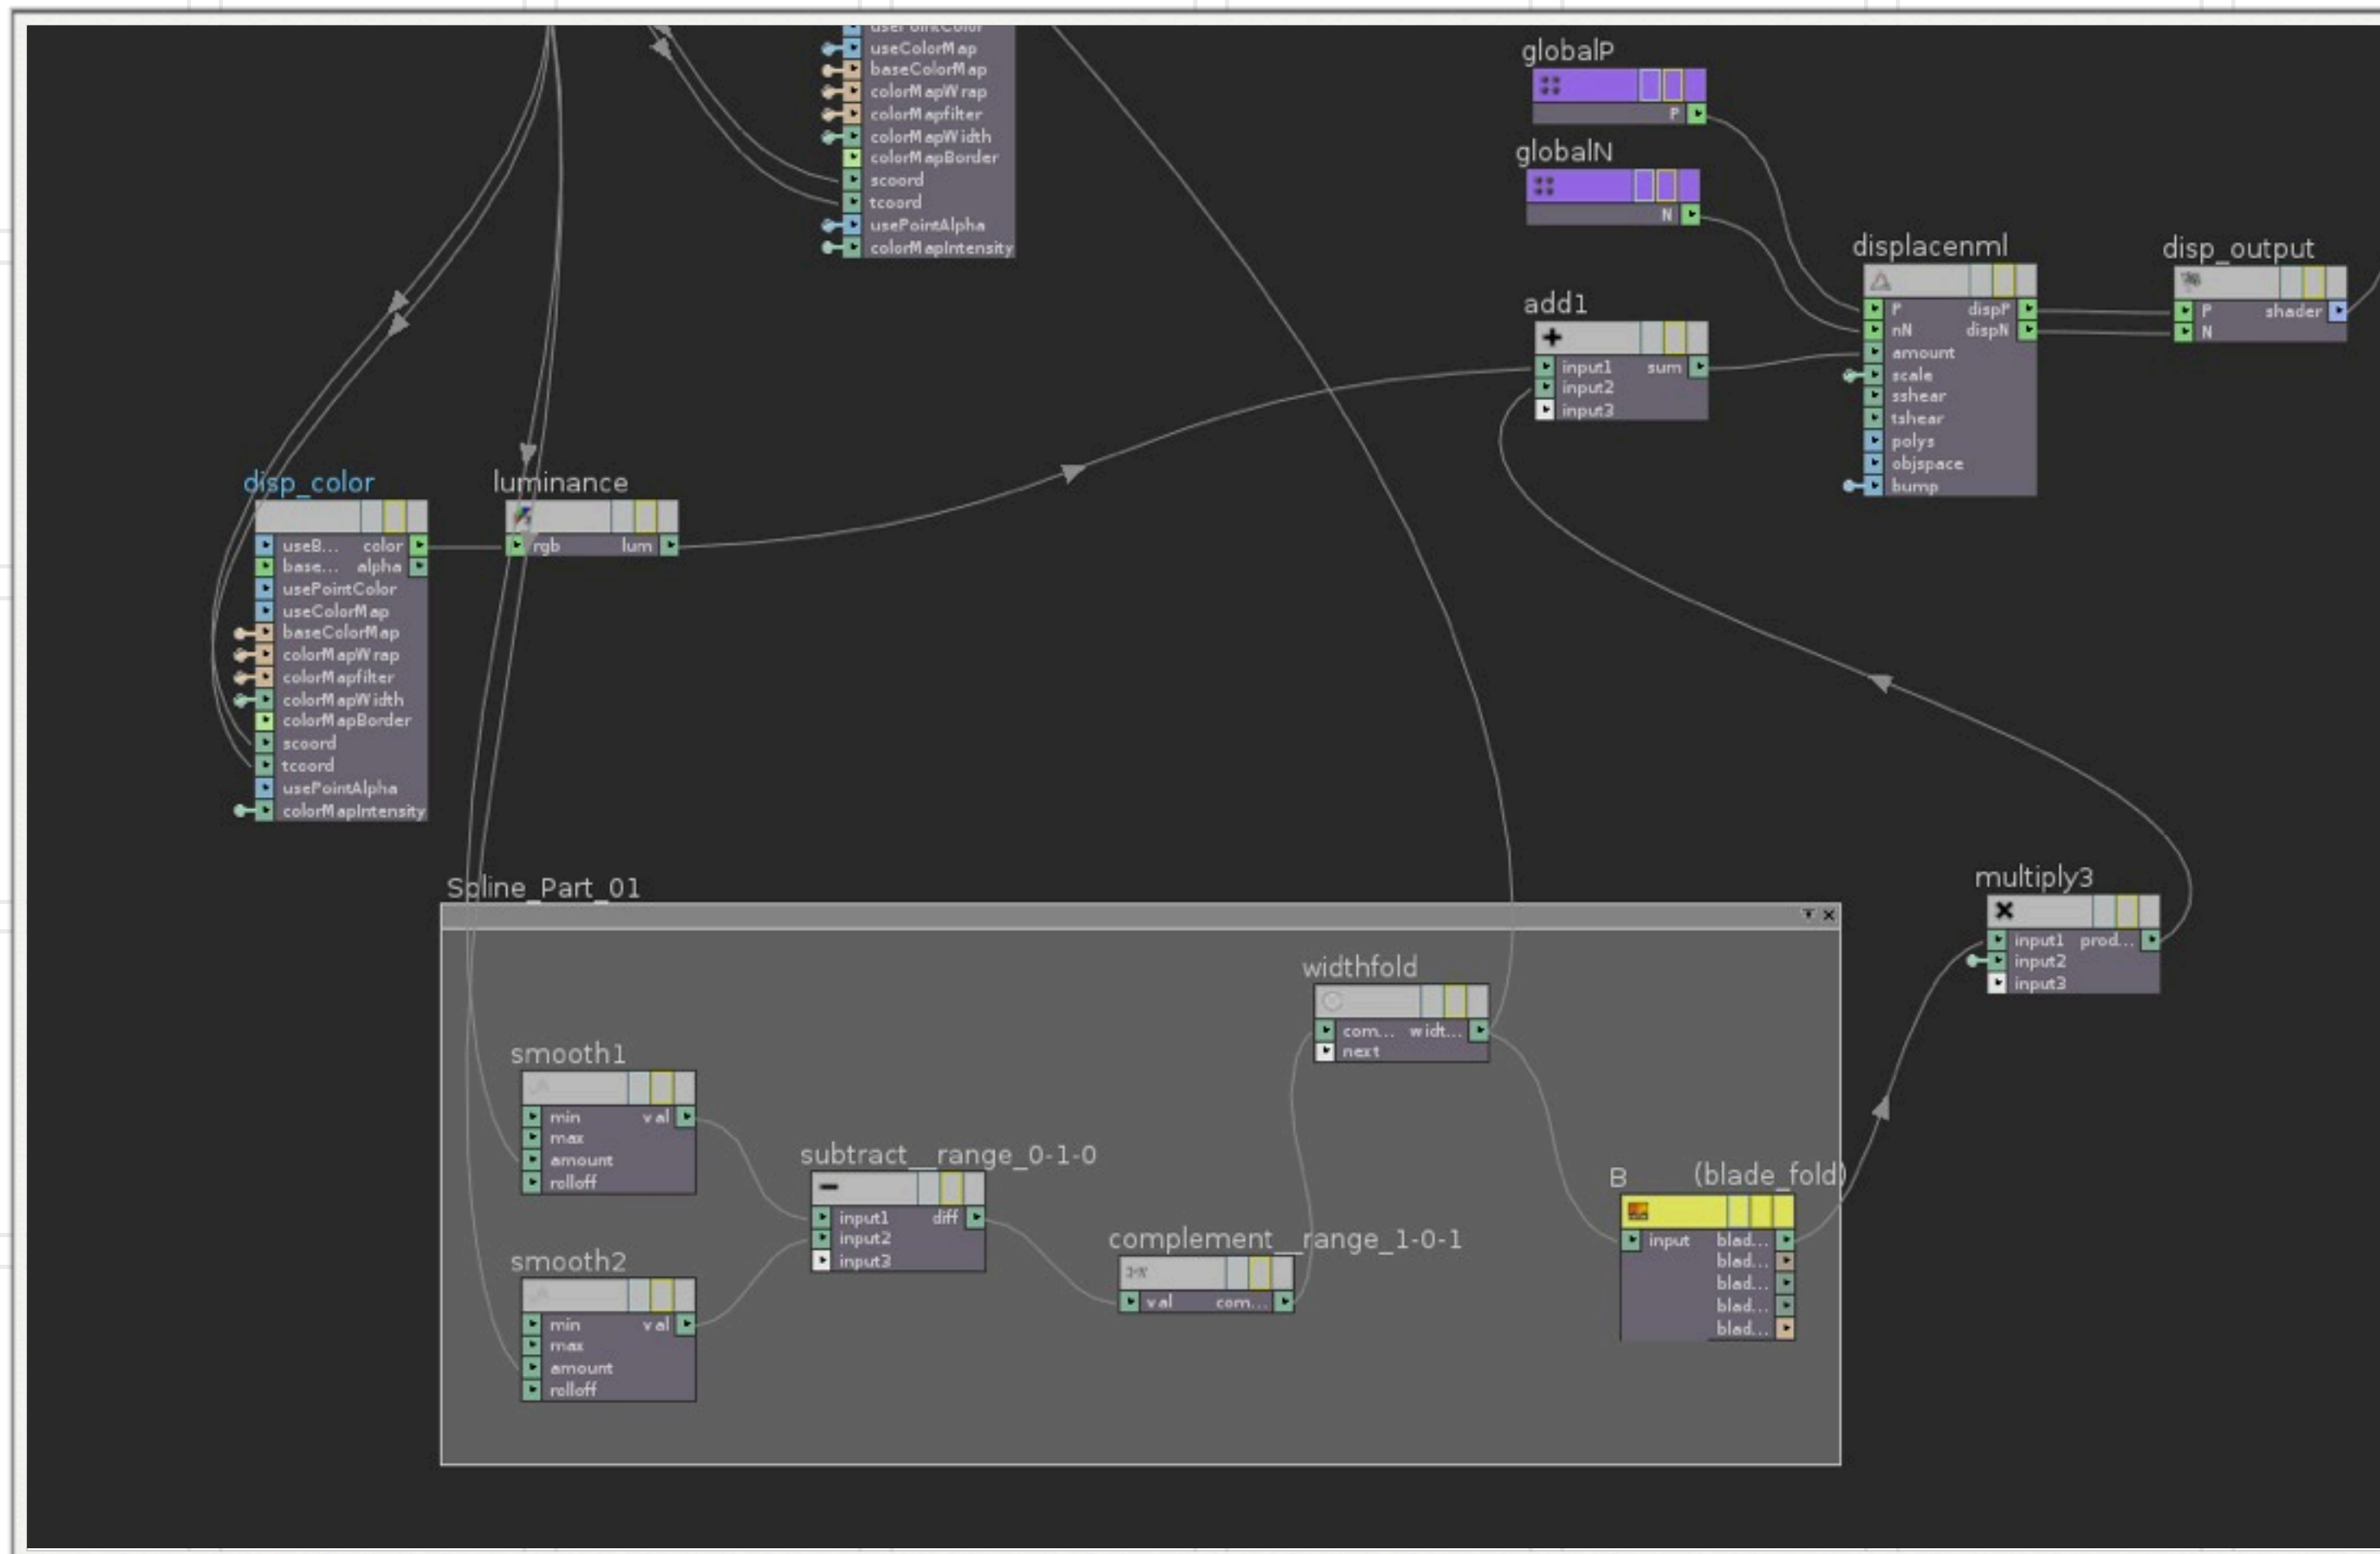 usePointColor
useColorMap
baseColorMap
colorMapWrap
colorMapfilter
colorMapWidth
colorMapBorder
scoord
tcoord
usePointAlpha
colorMapIntensity
globalP
P
globalN
N
add1
input1 sum
input2
input3
displacenml
P dispP
nN dispN
amount
scale
sshear
tshear
polys
objspace
bump
disp_output
P shader
N
disp_color
useB... color
base... alpha
usePointColor
useColorMap
baseColorMap
colorMapWrap
colorMapfilter
colorMapWidth
colorMapBorder
scoord
tcoord
usePointAlpha
colorMapIntensity
luminance
rgb lum
Spline_Part_01
smooth1
min val
max
amount
rolloff
smooth2
min val
max
amount
rolloff
subtract__range_0-1-0
input1 diff
input2
input3
complement__range_1-0-1
val com...
widthfold
com... widt...
next
B (blade_fold)
input blad...
blad...
blad...
blad...
blad...
multiply3
input1 prod...
input2
input3